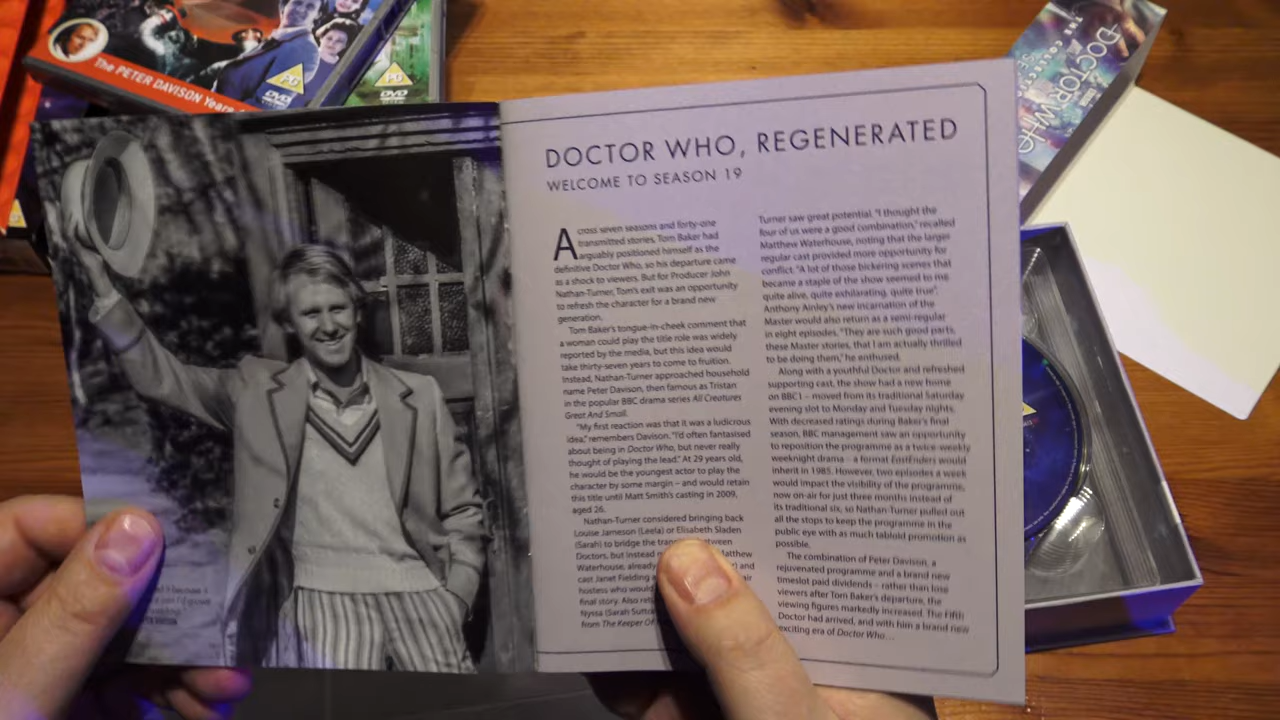 The PETER DAVISON Years
PG
DVD
PG
DVD
DOCTOR WHO
DOCTOR WHO, REGENERATED
WELCOME TO SEASON 19
Across seven seasons and forty-one
transmitted stories, Tom Baker had
arguably positioned himself as the
definitive Doctor Who, so his departure came
as a shock to viewers. But for Producer John
Nathan-Turner, Tom's exit was an opportunity
to refresh the character for a brand new
generation.
Tom Baker's tongue-in-cheek comment that
a woman could play the title role was widely
reported by the media, but this idea would
take thirty-seven years to come to fruition.
Instead, Nathan-Turner approached household
name Peter Davison, then famous as Tristan
in the popular BBC drama series All Creatures
Great And Small.
"My first reaction was that it was a ludicrous
idea," remembers Davison. "I'd often fantasised
about being in Doctor Who, but never really
thought of playing the lead." At 29 years old,
he would be the youngest actor to play the
character by some margin – and would retain
this title until Matt Smith's casting in 2009,
aged 26.
Nathan-Turner considered bringing back
Louise Jameson (Leela) or Elisabeth Sladen
(Sarah) to bridge the between
Doctors, but instead Matthew
Waterhouse, already and
cast Janet Fielding
hostess who would
final story. Also
Nyssa (Sarah
from The Keeper Of
Turner saw great potential. "I thought the
four of us were a good combination," recalled
Matthew Waterhouse, noting that the larger
regular cast provided more opportunity for
conflict. "A lot of those bickering scenes that
became a staple of the show seemed to me
quite alive, quite exhilarating, quite true".
Anthony Ainley's new incarnation of the
Master would also return as a semi-regular
in eight episodes. "They are such good parts,
these Master stories, that I am actually thrilled
to be doing them," he enthused.
Along with a youthful Doctor and refreshed
supporting cast, the show had a new home
on BBC1 – moved from its traditional Saturday
evening slot to Monday and Tuesday nights.
With decreased ratings during Baker's final
season, BBC management saw an opportunity
to reposition the programme as a twice-weekly
weeknight drama – a format EastEnders would
inherit in 1985. However, two episodes a week
would impact the visibility of the programme,
now on-air for just three months instead of
its traditional six, so Nathan-Turner pulled out
all the stops to keep the programme in the
public eye with as much tabloid promotion as
possible.
The combination of Peter Davison, a
rejuvenated programme and a brand new
timeslot paid dividends – rather than lose
viewers after Tom Baker's departure, the
viewing figures markedly increased. The Fifth
Doctor had arrived, and with him a brand new
exciting era of Doctor Who...